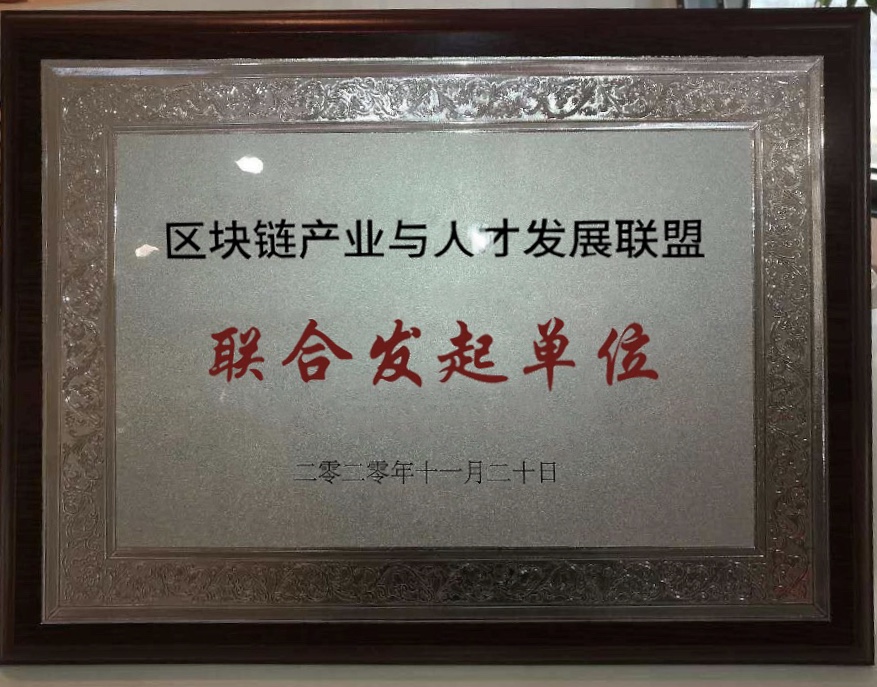 区块链产业与人才发展联盟
联合发起单位
二零二零年十一月二十日